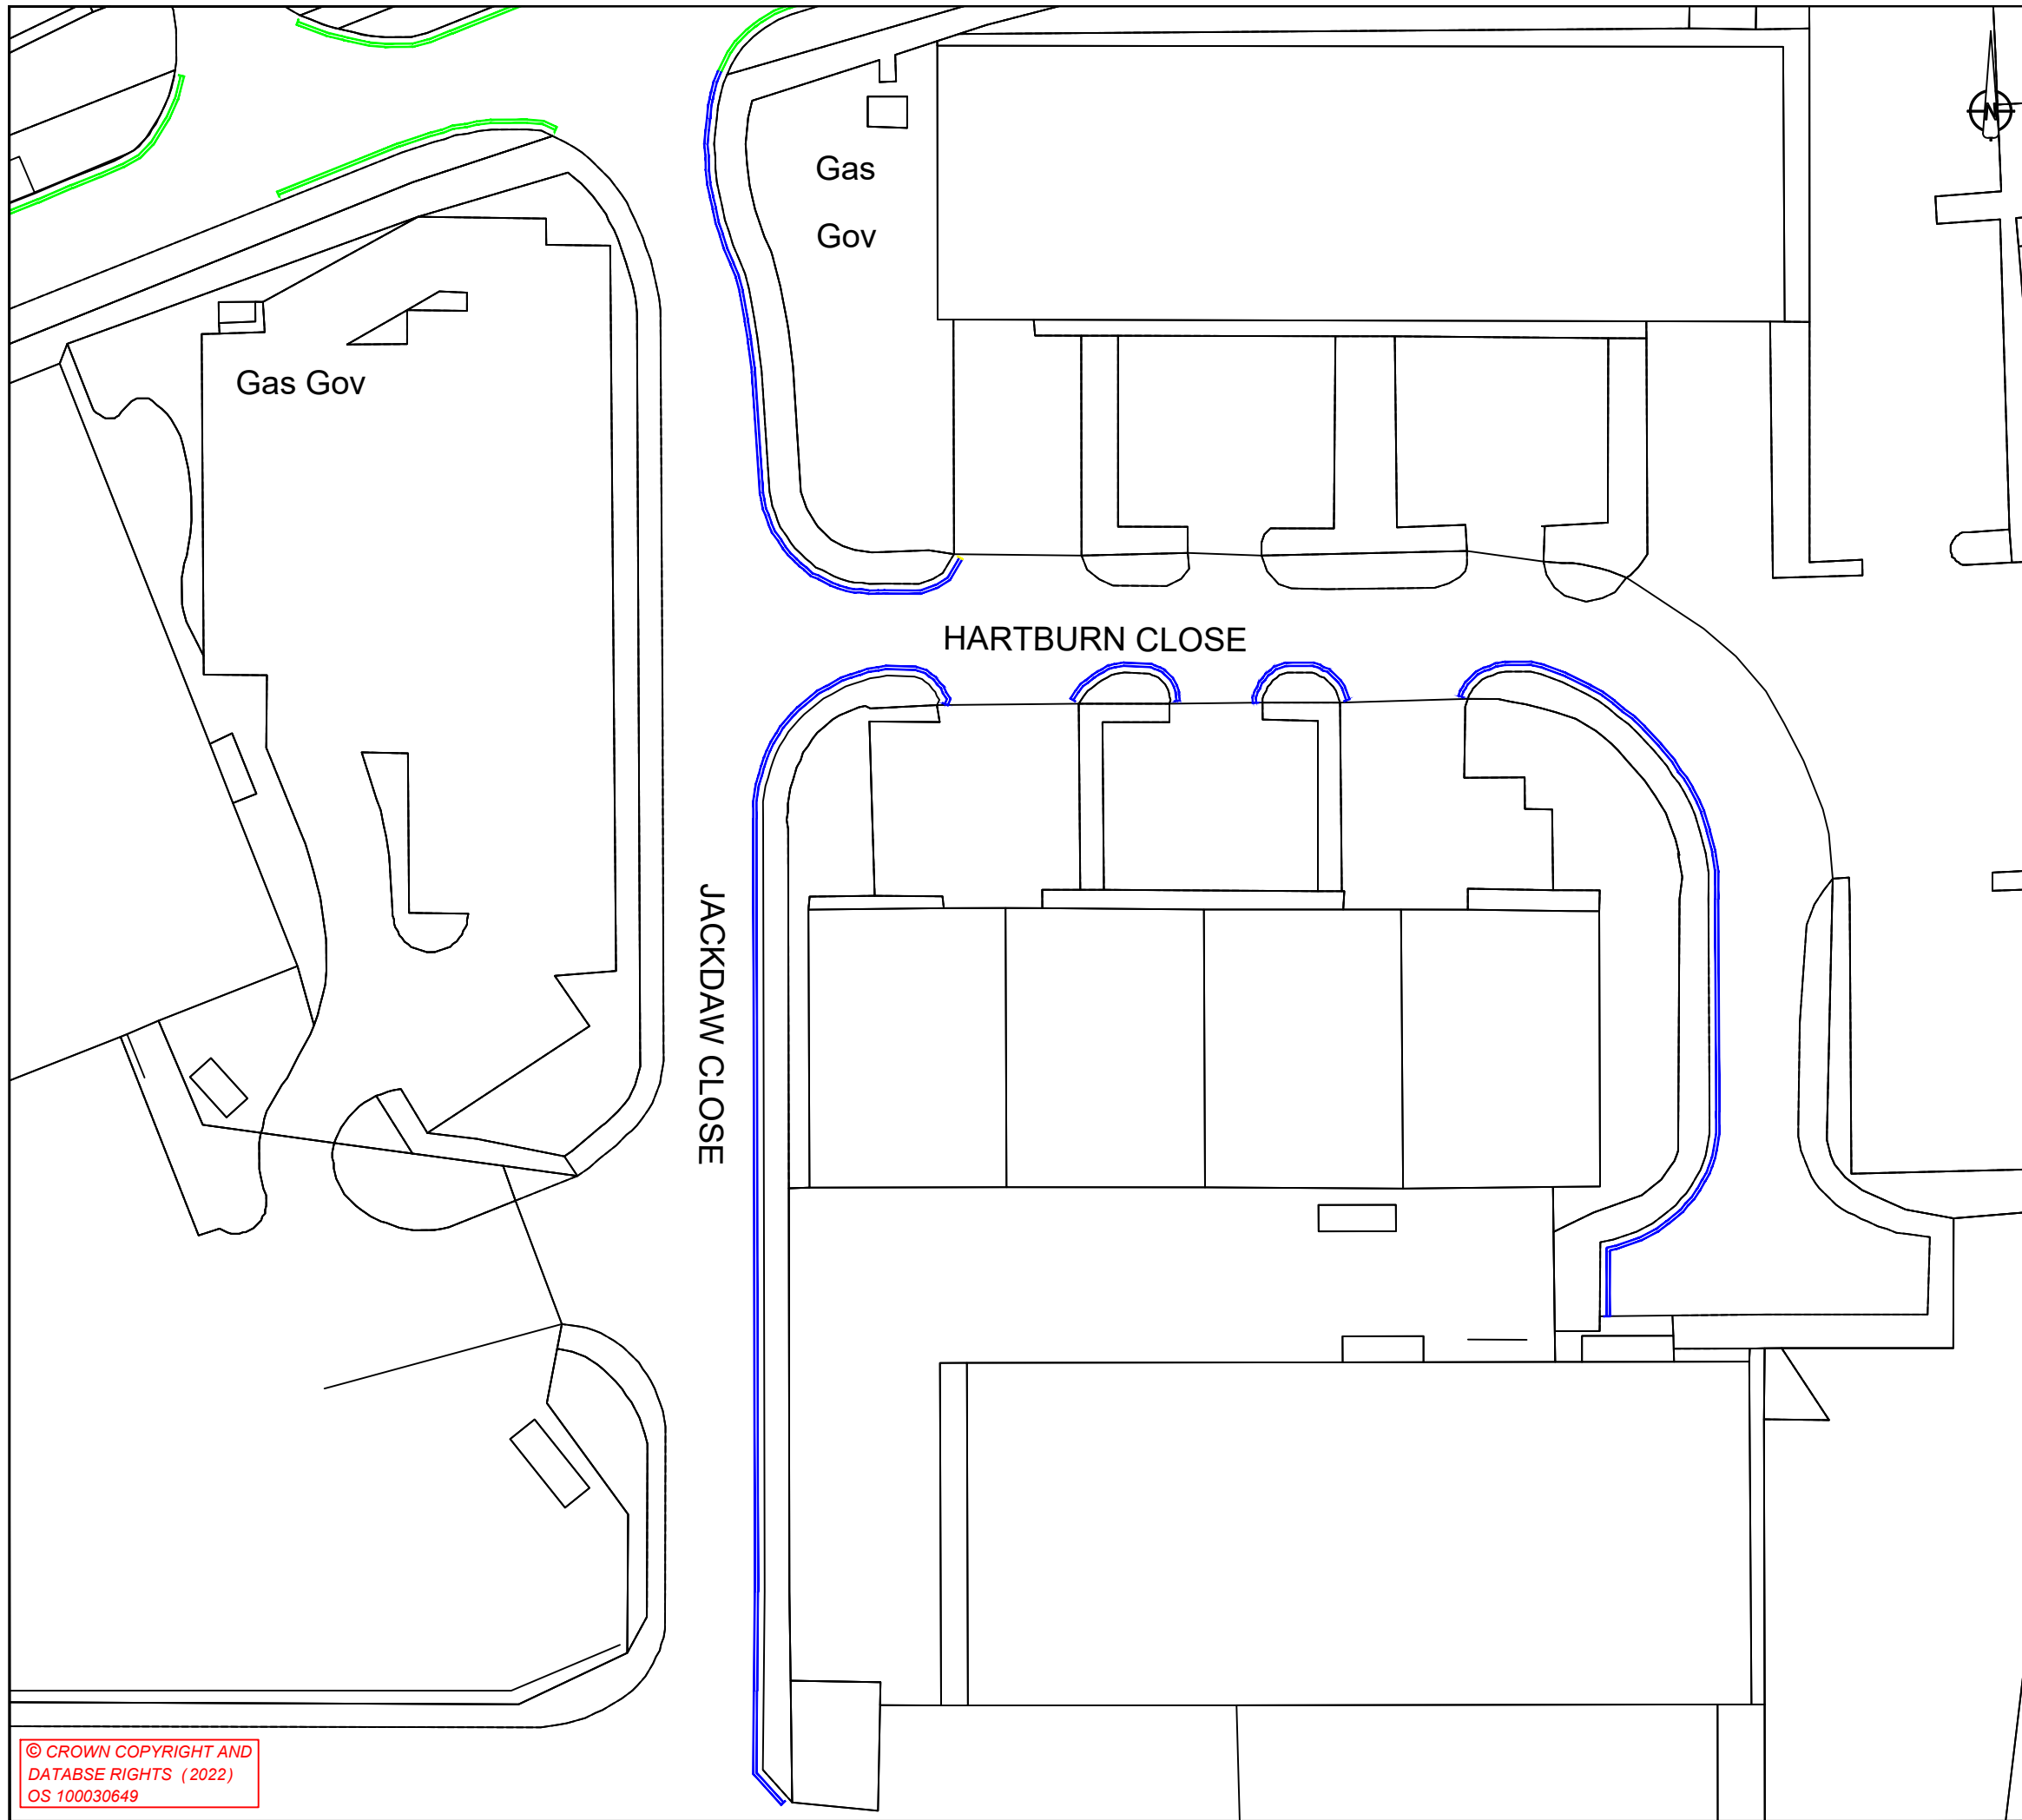 N
Gas
Gov
Gas Gov
HARTBURN CLOSE
JACKDAW CLOSE
© CROWN COPYRIGHT AND
DATABSE RIGHTS (2022)
OS 100030649